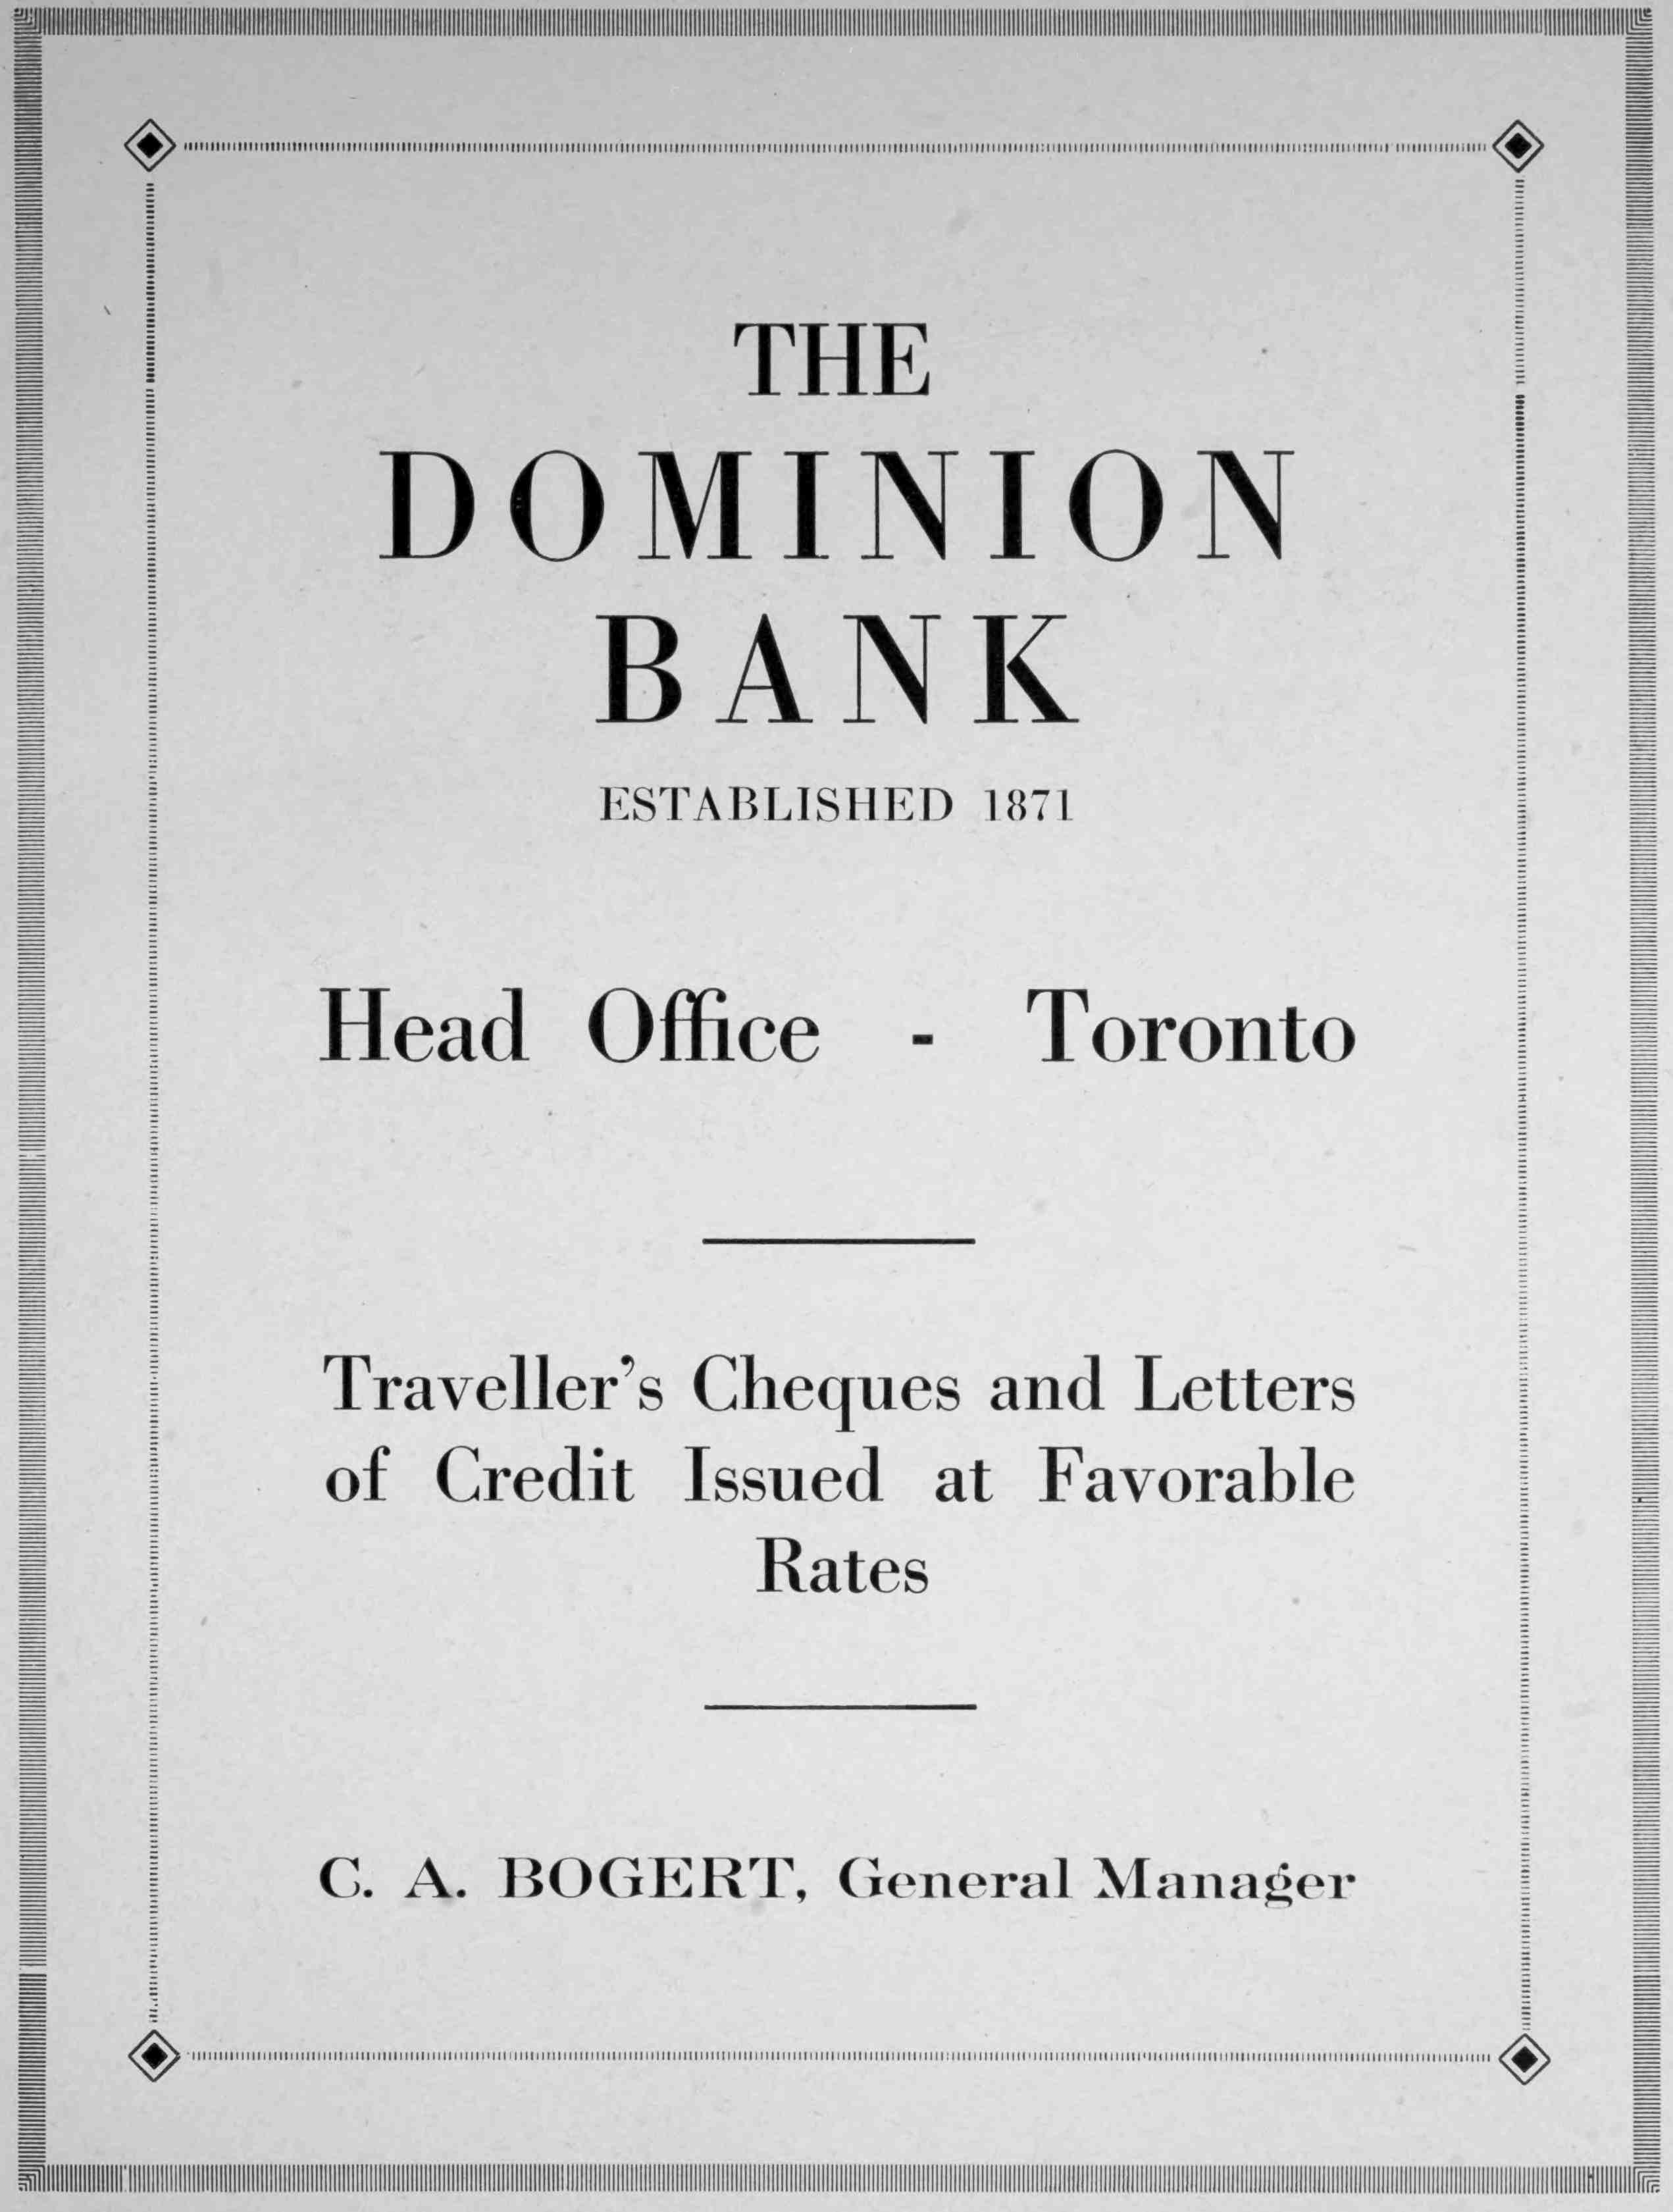 THE
DOMINION
BANK
ESTABLISHED 1871
Head Office - Toronto
Traveller's Cheques and Letters
of Credit Issued at Favorable
Rates
C. A. BOGERT, General Manager